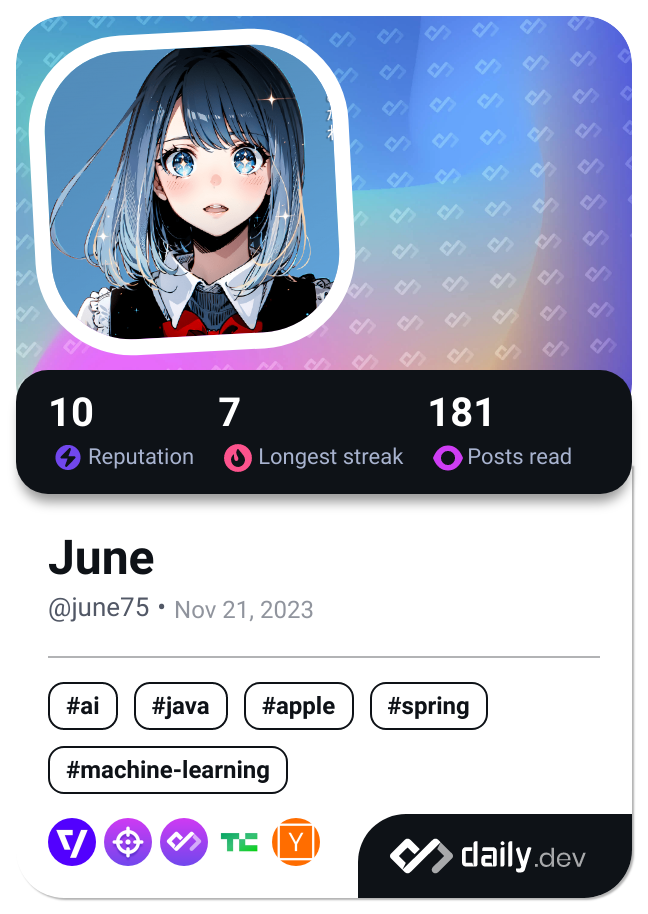 10 7 181
Reputation Longest streak Posts read
June
@june75 • Nov 21, 2023
#ai #java #apple #spring
#machine-learning
TC Y
daily.dev